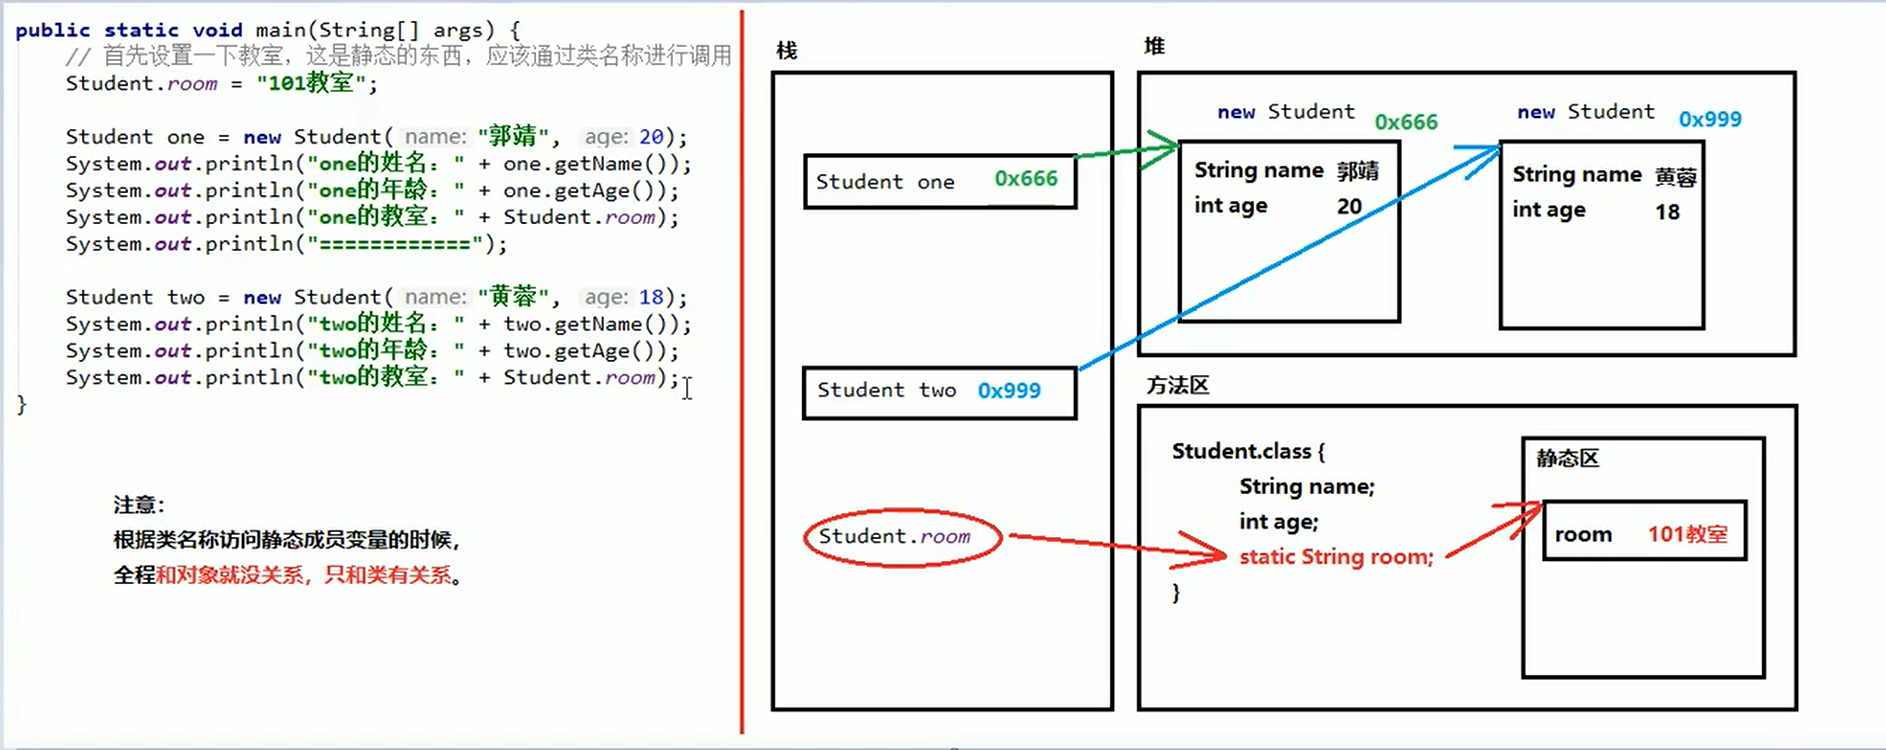 public static void main(String[] args) {
// 首先设置一下教室，这是静态的东西，应该通过类名称进行调用
Student.room = "101教室";
Student one = new Student( name: "郭靖", age: 20);
System.out.println("one的姓名：" + one.getName());
System.out.println("one的年龄：" + one.getAge());
System.out.println("one的教室：" + Student.room);
System.out.println("============");
Student two = new Student( name: "黄蓉", age: 18);
System.out.println("two的姓名：" + two.getName());
System.out.println("two的年龄：" + two.getAge());
System.out.println("two的教室：" + Student.room);
}
注意：
根据类名称访问静态成员变量的时候，
全程和对象就没关系，只和类有关系。
栈
Student one 0x666
Student two 0x999
Student.room
堆
new Student 0x666
String name 郭靖
int age 20
new Student 0x999
String name 黄蓉
int age 18
方法区
Student.class {
String name;
int age;
static String room;
}
静态区
room 101教室